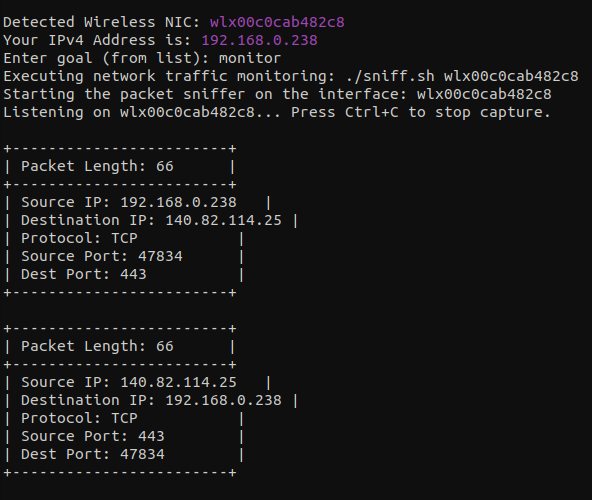 Detected Wireless NIC: wlx00c0cab482c8
Your IPv4 Address is: 192.168.0.238
Enter goal (from list): monitor
Executing network traffic monitoring: ./sniff.sh wlx00c0cab482c8
Starting the packet sniffer on the interface: wlx00c0cab482c8
Listening on wlx00c0cab482c8... Press Ctrl+C to stop capture.

+------------------------+
| Packet Length: 66      |
+------------------------+
| Source IP: 192.168.0.238   |
| Destination IP: 140.82.114.25 |
| Protocol: TCP           |
| Source Port: 47834      |
| Dest Port: 443          |
+------------------------+

+------------------------+
| Packet Length: 66      |
+------------------------+
| Source IP: 140.82.114.25   |
| Destination IP: 192.168.0.238 |
| Protocol: TCP           |
| Source Port: 443        |
| Dest Port: 47834        |
+------------------------+